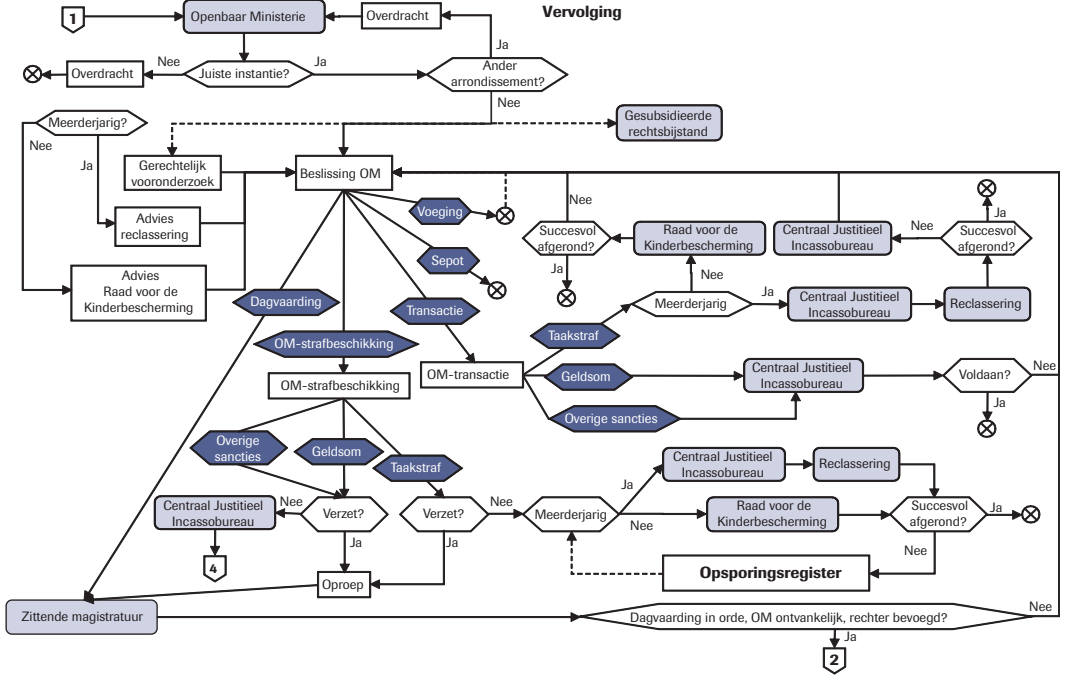 Vervolging
1
Openbaar Ministerie
Overdracht
Ja
Overdracht
Nee
Juiste instantie?
Ja
Ander
arrondissement?
Nee
Meerderjarig?
Nee
Ja
Gesubsidieerde
rechtsbijstand
Gerechtelijk
vooronderzoek
Beslissing OM
Advies
reclassering
Advies
Raad voor de
Kinderbescherming
Voeging
Sepot
Dagvaarding
Transactie
OM-strafbeschikking
Nee
Succesvol
afgerond?
Ja
Raad voor de
Kinderbescherming
Nee
Centraal Justitieel
Incassobureau
Nee
Ja
Succesvol
afgerond?
Meerderjarig
Ja
Centraal Justitieel
Incassobureau
Reclassering
Taakstraf
OM-transactie
Geldsom
Centraal Justitieel
Incassobureau
Voldaan?
Nee
Ja
Overige sancties
OM-strafbeschikking
Overige
sancties
Geldsom
Taakstraf
Centraal Justitieel
Incassobureau
Nee
Verzet?
Ja
Verzet?
Nee
Ja
Meerderjarig
Ja
Nee
Centraal Justitieel
Incassobureau
Reclassering
Raad voor de
Kinderbescherming
Succesvol
afgerond?
Ja
Nee
4
Oproep
Opsporingsregister
Zittende magistratuur
Dagvaarding in orde, OM ontvankelijk, rechter bevoegd?
Nee
Ja
2